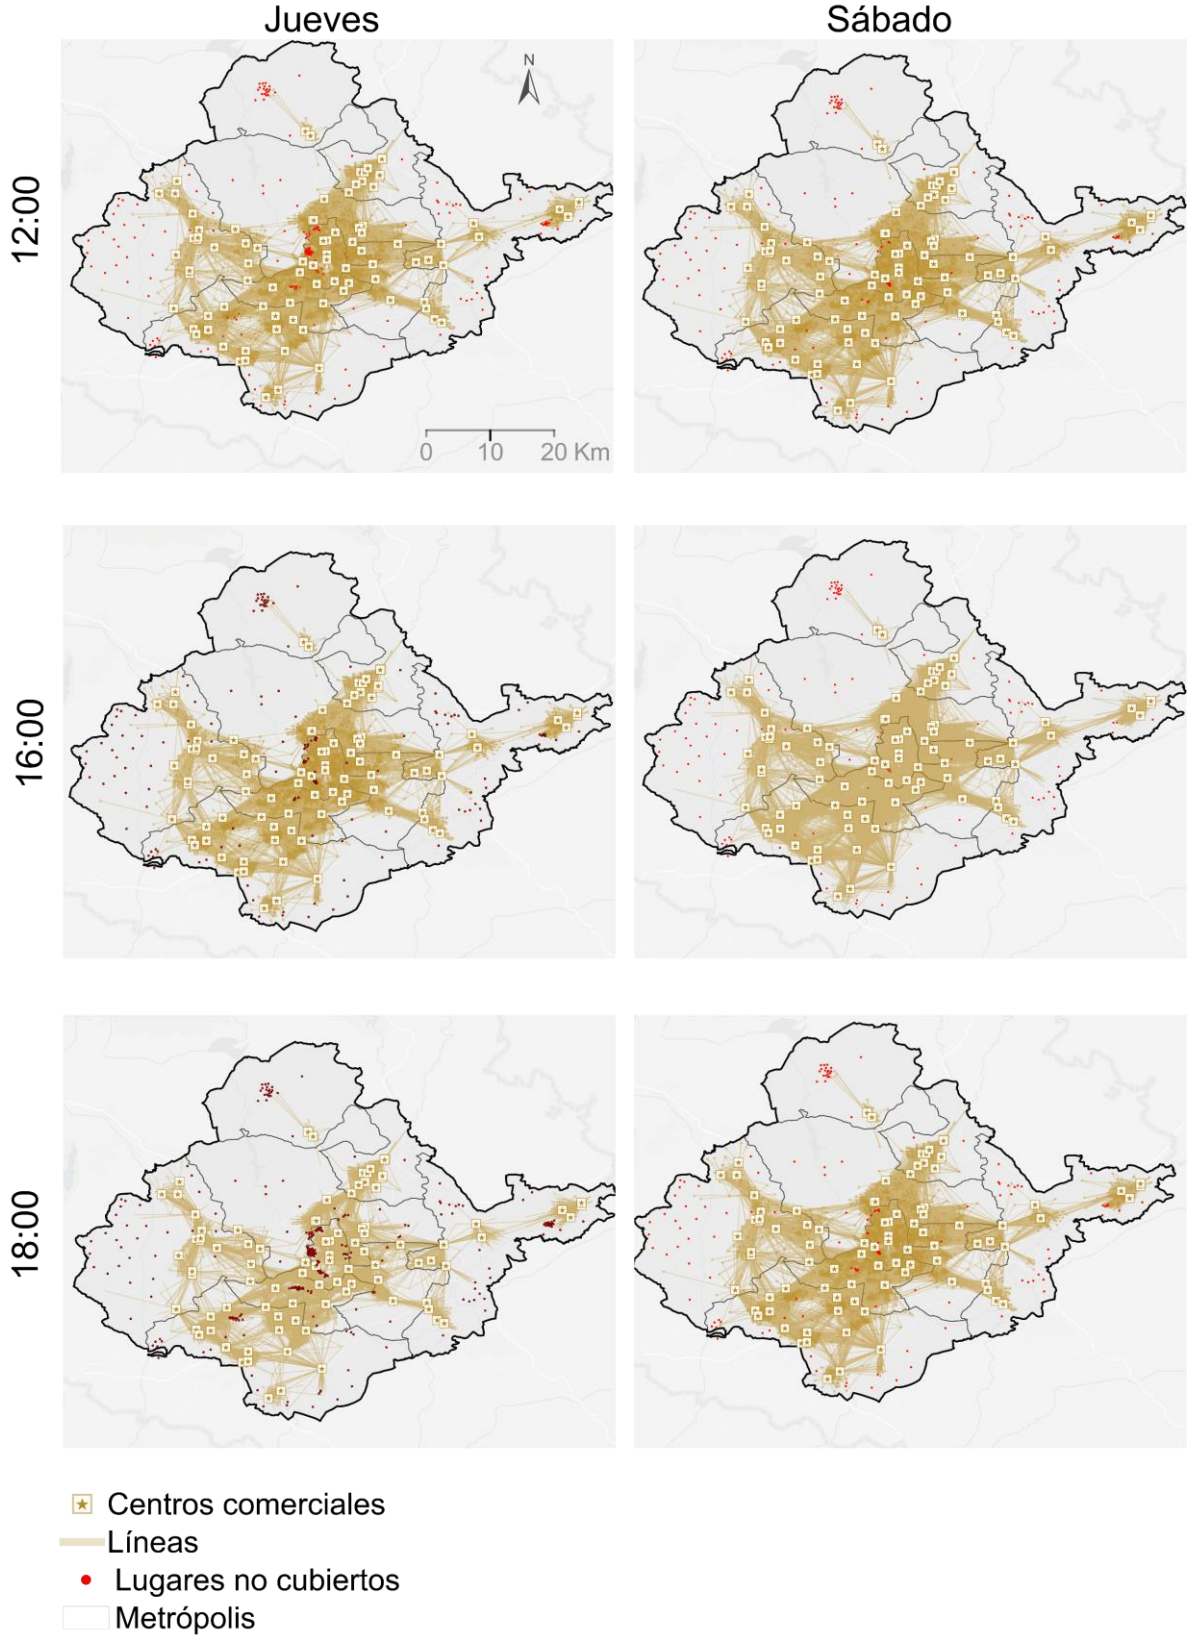 Jueves
Sábado
N
12:00
0 10 20 Km
16:00
18:00
Centros comerciales
Líneas
Lugares no cubiertos
Metrópolis